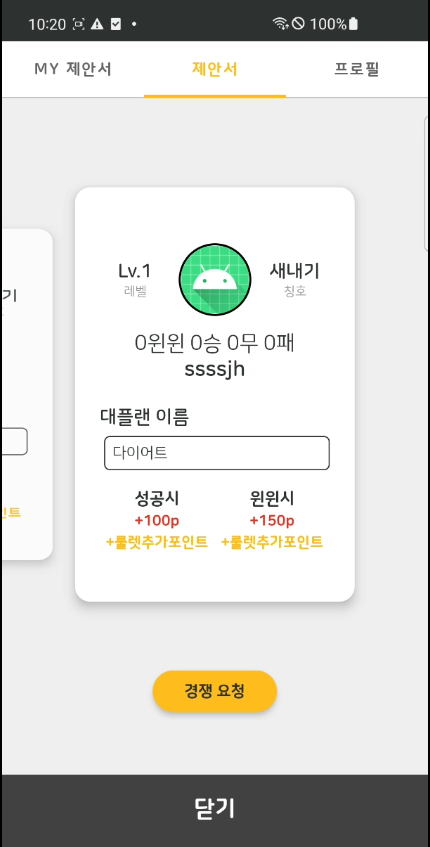 10:20 100%
MY 제안서 제안서 프로필
기
Lv.1 새내기
레벨 칭호
0윈윈 0승 0무 0패
ssssjh
대플랜 이름
다이어트
성공시 윈윈시
+100p +150p
인트 +룰렛추가포인트 +룰렛추가포인트
경쟁 요청
닫기